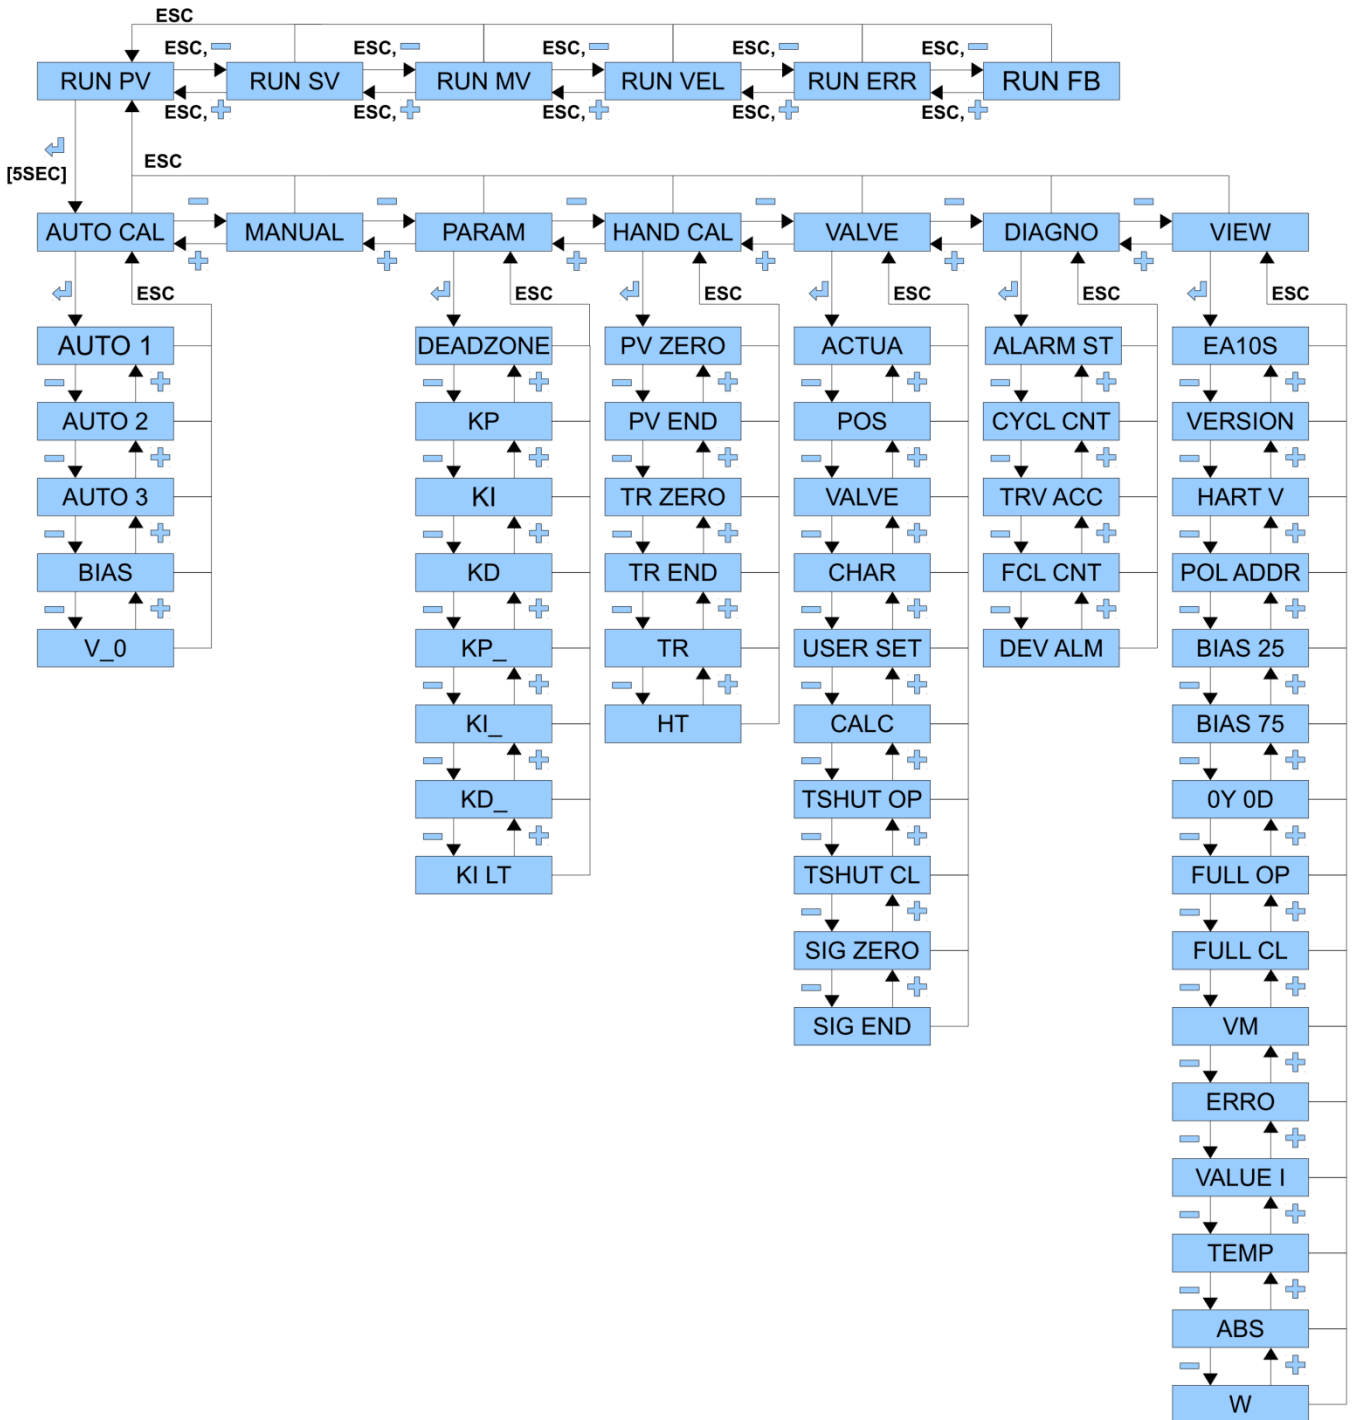 ESC
ESC, ESC, ESC, ESC, ESC,
RUN PV RUN SV RUN MV RUN VEL RUN ERR RUN FB
ESC, ESC, ESC, ESC, ESC,
[5SEC]
ESC
AUTO CAL MANUAL PARAM HAND CAL VALVE DIAGNO VIEW
ESC ESC ESC ESC ESC ESC
AUTO 1 DEADZONE PV ZERO ACTUA ALARM ST EA10S
AUTO 2 KP PV END POS CYCL CNT VERSION
AUTO 3 KI TR ZERO VALVE TRV ACC HART V
BIAS KD TR END CHAR FCL CNT POL ADDR
V_0 KP_ TR USER SET DEV ALM BIAS 25
KI_ HT CALC BIAS 75
KD_ TSHUT OP 0Y 0D
KI LT TSHUT CL FULL OP
SIG ZERO FULL CL
SIG END VM
ERRO
VALUE I
TEMP
ABS
W